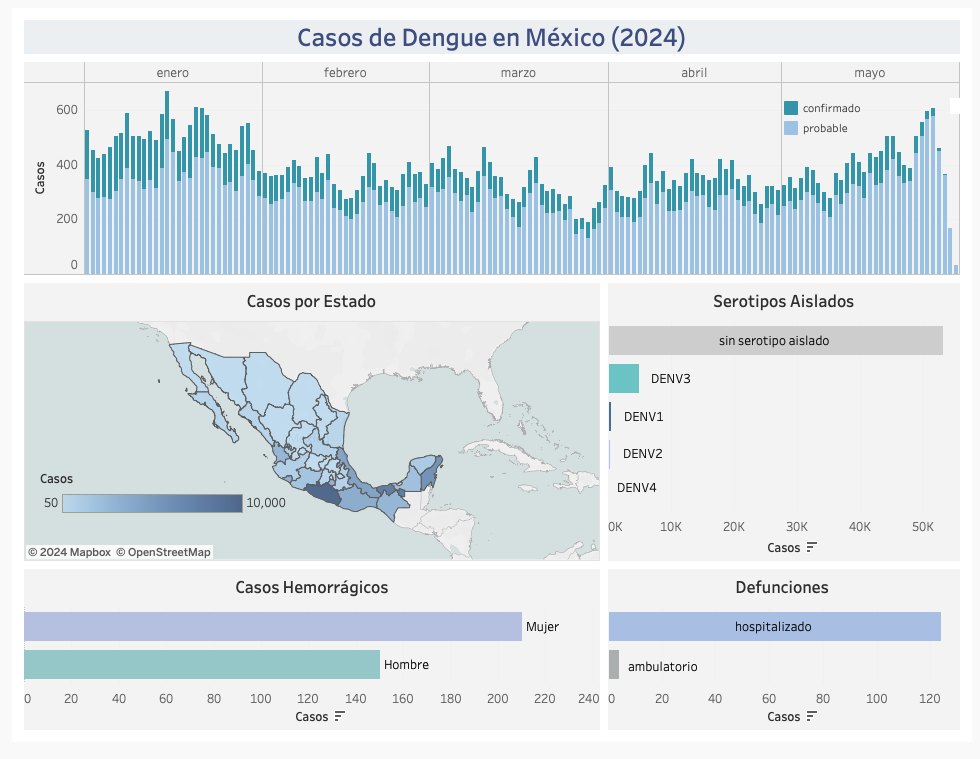 Casos de Dengue en México (2024)
enero febrero marzo abril mayo
600
400
200
0
Casos
confirmado
probable
Casos por Estado
Casos
50 10,000
© 2024 Mapbox © OpenStreetMap
Serotipos Aislados
sin serotipo aislado
DENV3
DENV1
DENV2
DENV4
0K 10K 20K 30K 40K 50K
Casos
Casos Hemorrágicos
Mujer
Hombre
0 20 40 60 80 100 120 140 160 180 200 220 240
Casos
Defunciones
hospitalizado
ambulatorio
0 20 40 60 80 100 120
Casos